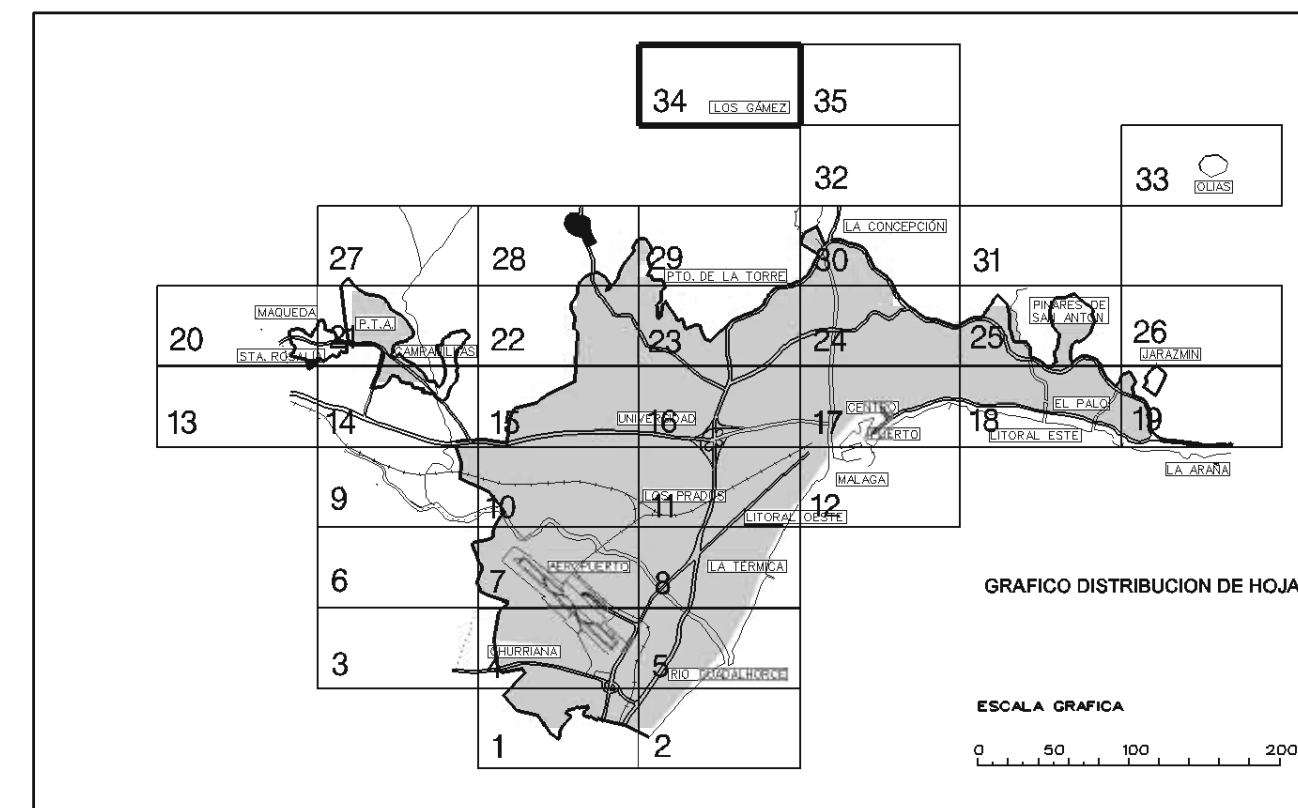 34 LOS GÁMEZ 35
32 33 OLIAS
LA CONCEPCIÓN
27 28 29 30 31
PTO. DE LA TORRE
MAQUEDA P.T.A. PINARES DE
SAN ANTÓN
20 21 22 23 24 25 26
STA. ROSALIA CAMPANILLAS JARAZMIN
13 14 15 16 17 18 19
UNIVERSIDAD CENTRO EL PALO
PUERTO LITORAL ESTE
LA ARAÑA
MALAGA
9 10 11 12
LOS PRADOS
LITORAL OESTE
6 7 8
AEROPUERTO LA TÉRMICA
GRAFICO DISTRIBUCION DE HOJA
3 5
CHURRIANA
RIO GUADALHORCE
ESCALA GRAFICA
1 2
0 50 100 200